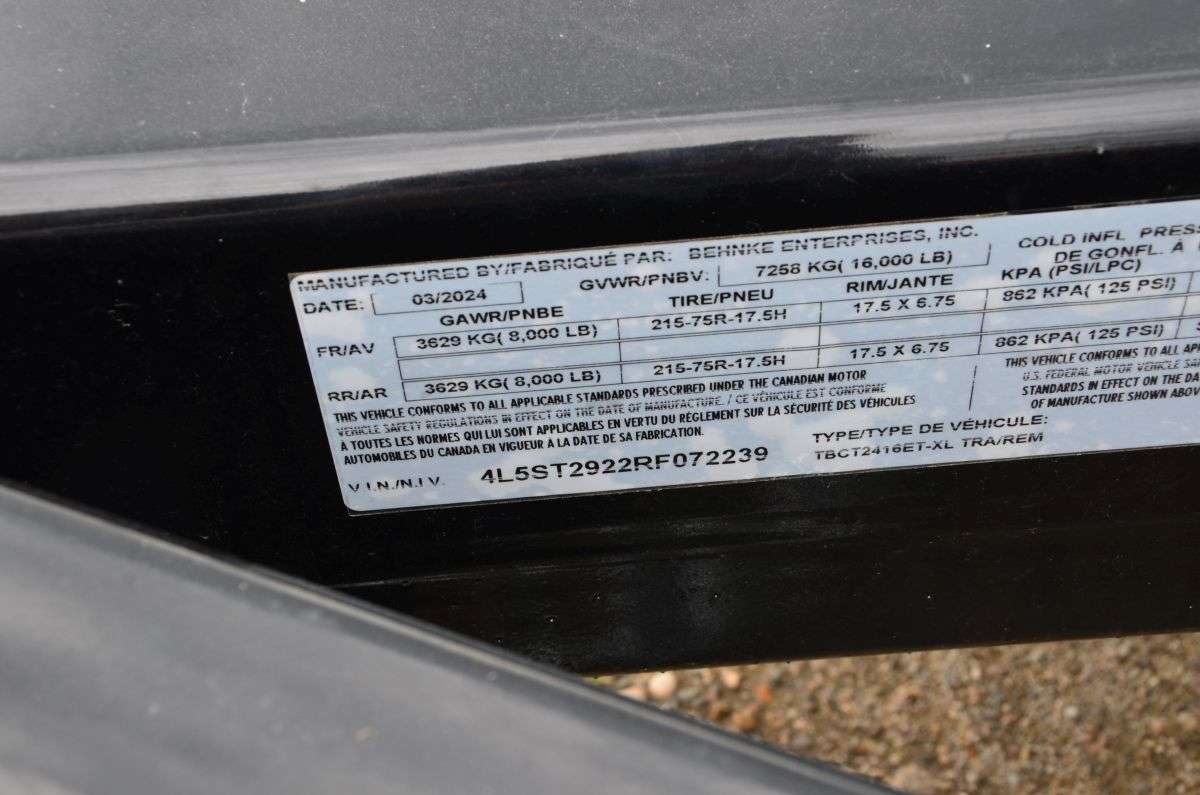 MANUFACTURED BY/FABRIQUÉ PAR: BEHNKE ENTERPRISES, INC.
DATE: 03/2024 GVWR/PNBV: 7258 KG( 16,000 LB) COLD INFL PRESS
DE GONFL. À
GAWR/PNBE TIRE/PNEU RIM/JANTE KPA (PSI/LPC)
FR/AV 3629 KG( 8,000 LB) 215-75R-17.5H 17.5 X 6.75 862 KPA( 125 PSI)
RR/AR 3629 KG( 8,000 LB) 215-75R-17.5H 17.5 X 6.75 862 KPA( 125 PSI)
THIS VEHICLE CONFORMS TO ALL APPLICABLE STANDARDS PRESCRIBED UNDER THE CANADIAN MOTOR
VEHICLE SAFETY REGULATIONS IN EFFECT ON THE DATE OF MANUFACTURE. / CE VÉHICULE EST CONFORME
A TOUTES LES NORMES QUI LUI SONT APPLICABLES EN VERTU DU RÈGLEMENT SUR LA SÉCURITÉ DES VÉHICULES
AUTOMOBILES DU CANADA EN VIGUEUR À LA DATE DE SA FABRICATION.
THIS VEHICLE CONFORMS TO ALL
U.S. FEDERAL MOTOR VEHICLE
STANDARDS IN EFFECT ON THE
OF MANUFACTURE SHOWN
V.I.N./N.I.V. 4L5ST2922RF072239
TYPE/TYPE DE VÉHICULE:
TBCT2416ET-XL TRA/REM